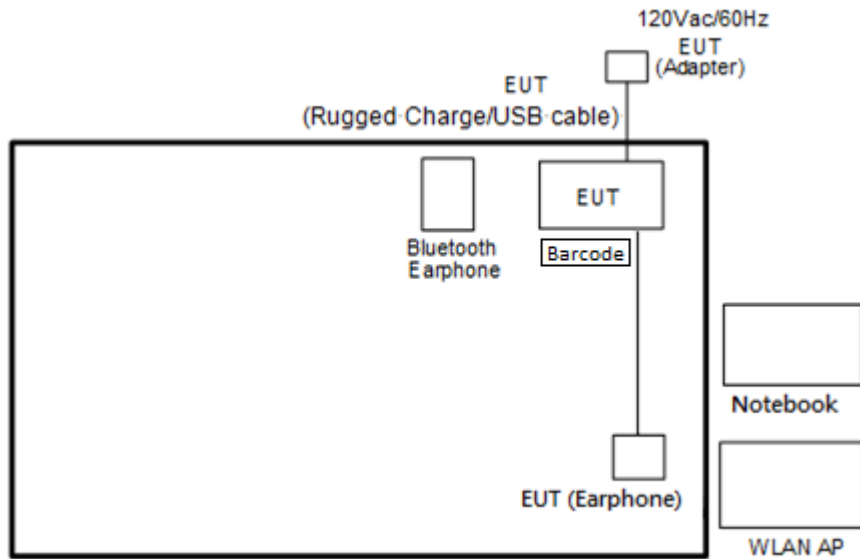 120Vac/60Hz
EUT
(Adapter)
EUT
(Rugged Charge/USB cable)
EUT
Bluetooth
Earphone
Barcode
Notebook
EUT (Earphone)
WLAN AP